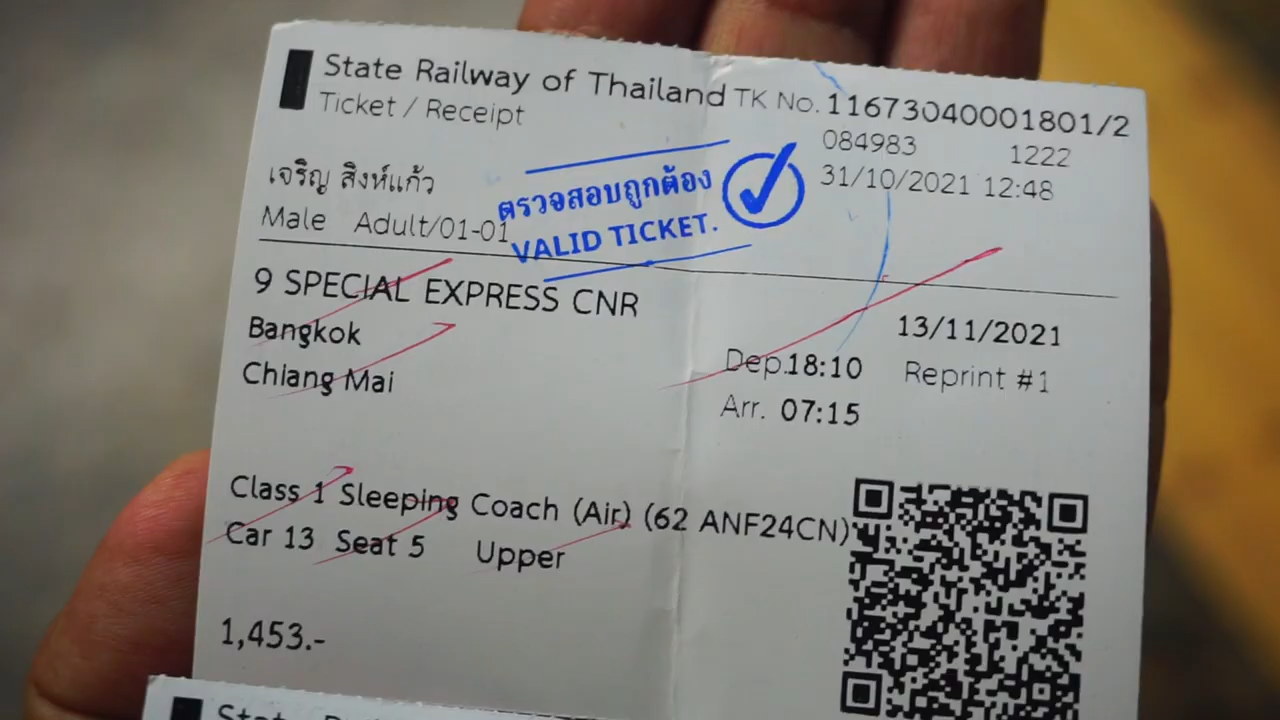 State Railway of Thailand TK No. 11673040001801/2
Ticket / Receipt
084983 1222
31/10/2021 12:48
เจริญ สิงห์แก้ว
Male Adult/01-01
ตรวจสอบถูกต้อง
VALID TICKET.
9 SPECIAL EXPRESS CNR
13/11/2021
Bangkok
Dep.18:10 Reprint #1
Chiang Mai
Arr. 07:15
Class 1 Sleeping Coach (Air) (62 ANF24CN)
Car 13 Seat 5 Upper
1,453.-